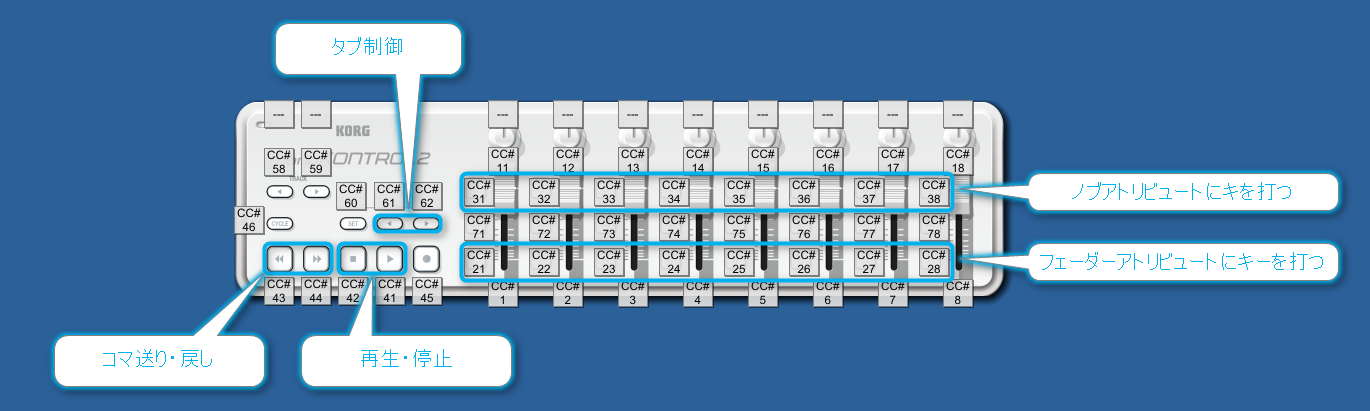 タブ制御
--- --- --- --- --- --- --- --- --- ---
KORG
CC# 58 CC# 59
CC# 11 CC# 12 CC# 13 CC# 14 CC# 15 CC# 16 CC# 17 CC# 18
TRACK
CC# 60 CC# 61 CC# 62
CC# 31 CC# 32 CC# 33 CC# 34 CC# 35 CC# 36 CC# 37 CC# 38
ノブアトリビュートにキを打つ
CC# 46
CYCLE SET
CC# 71 CC# 72 CC# 73 CC# 74 CC# 75 CC# 76 CC# 77 CC# 78
CC# 21 CC# 22 CC# 23 CC# 24 CC# 25 CC# 26 CC# 27 CC# 28
フェーダーアトリビュートにキーを打つ
CC# 43 CC# 44 CC# 42 CC# 41 CC# 45
CC# 1 CC# 2 CC# 3 CC# 4 CC# 5 CC# 6 CC# 7 CC# 8
コマ送り・戻し
再生・停止